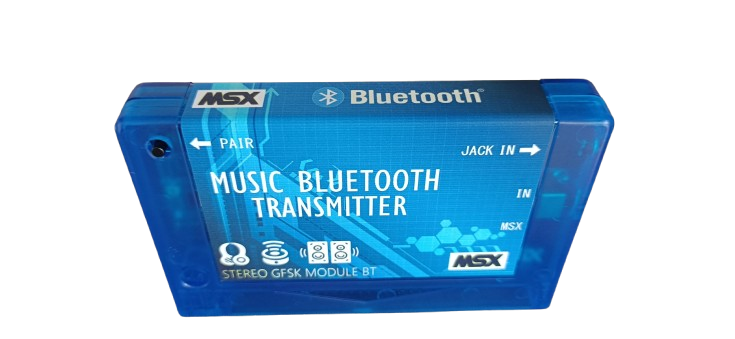 MSX Bluetooth®
PAIR
JACK IN
MUSIC BLUETOOTH
TRANSMITTER
IN
MSX
MSX
STEREO GFSK MODULE BT